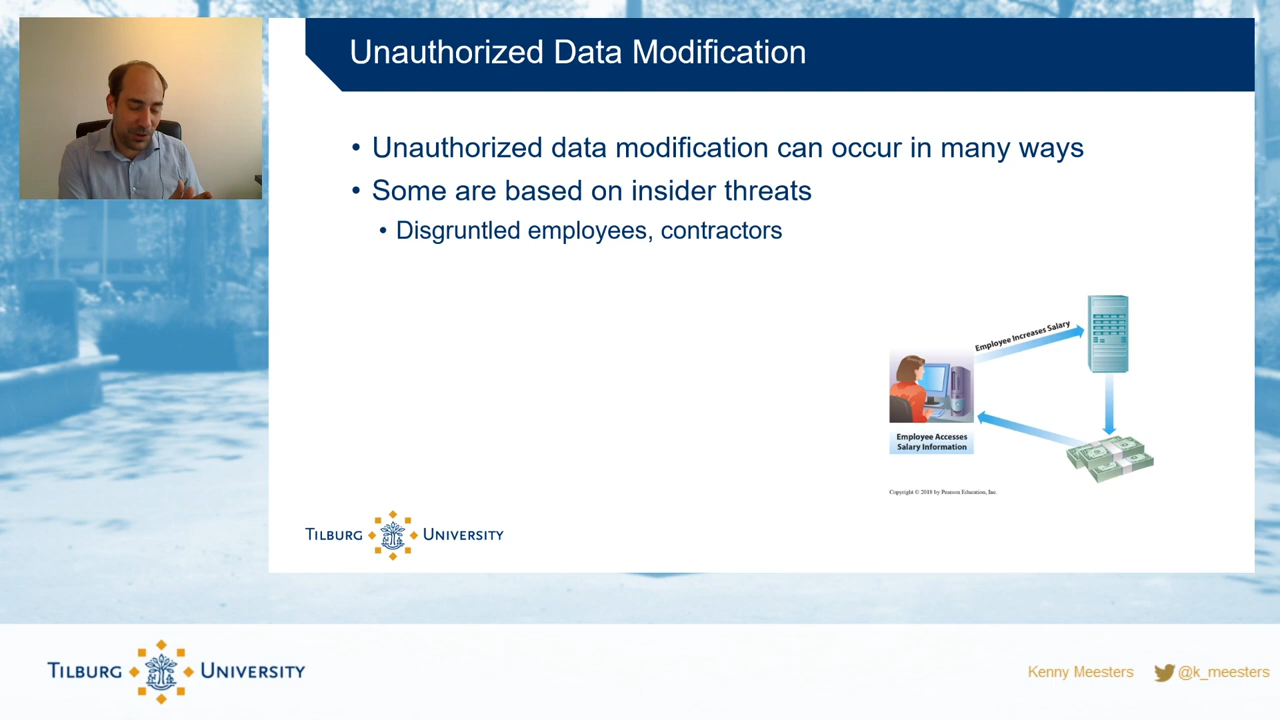 Unauthorized Data Modification
• Unauthorized data modification can occur in many ways
• Some are based on insider threats
• Disgruntled employees, contractors
Employee Increases Salary
Employee Accesses
Salary Information
Copyright © 2018 by Pearson Education, Inc.
TILBURG UNIVERSITY
TILBURG UNIVERSITY
Kenny Meesters @k_meesters